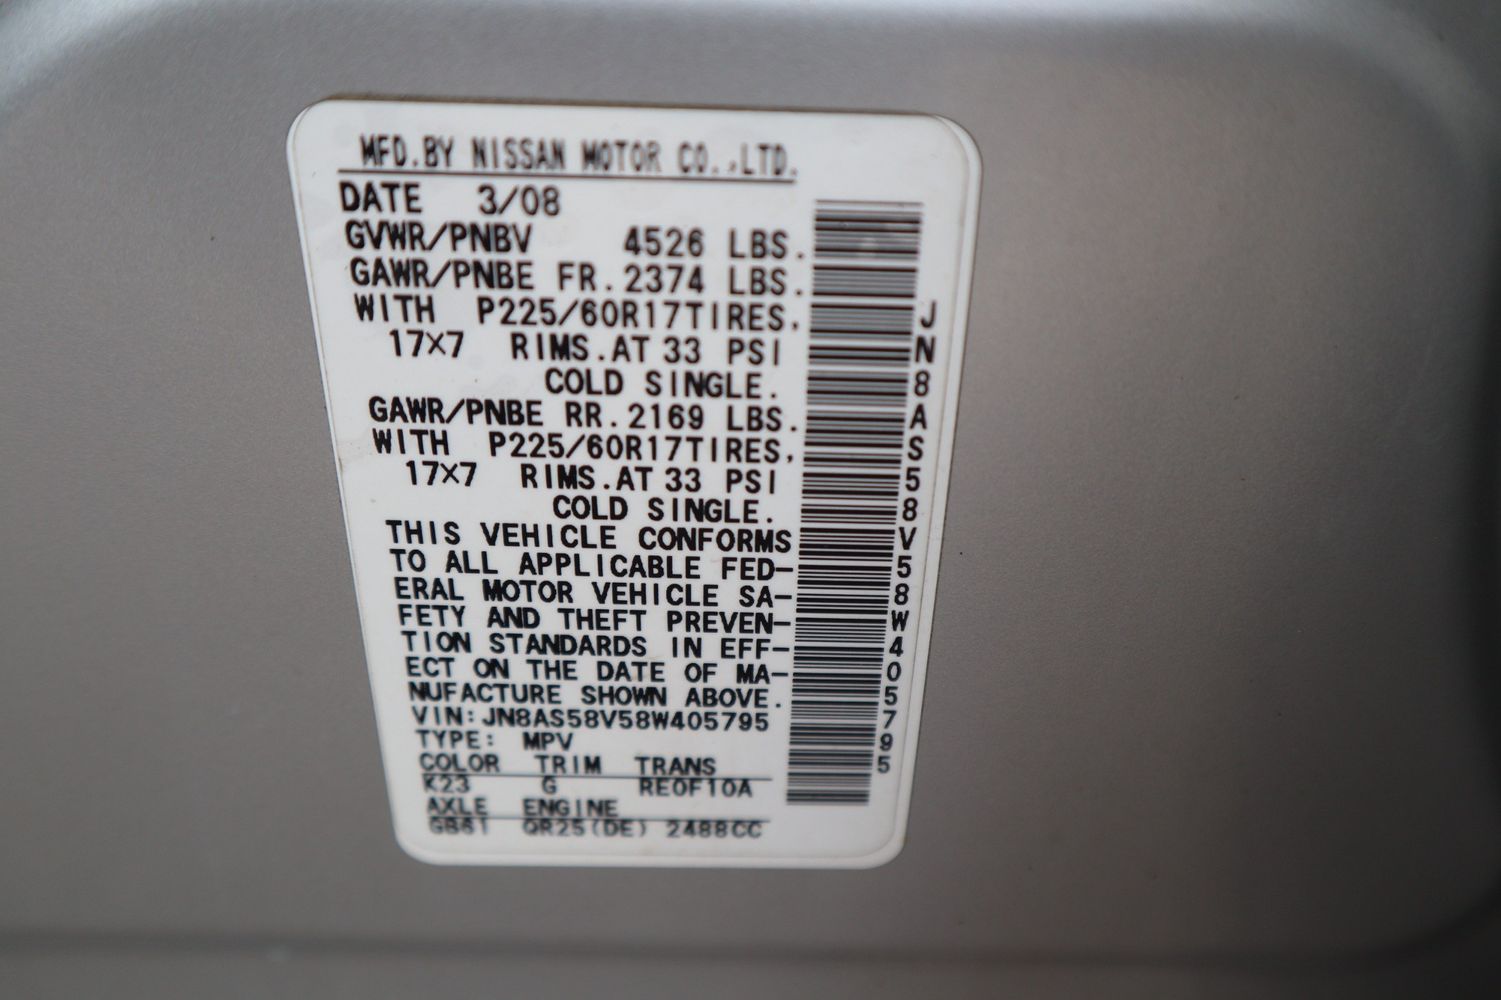 MFD.BY NISSAN MOTOR CO.,LTD.
DATE 3/08
GVWR/PNBV 4526 LBS.
GAWR/PNBE FR.2374 LBS.
WITH P225/60R17TIRES,
17×7 RIMS.AT 33 PSI
COLD SINGLE.
GAWR/PNBE RR.2169 LBS.
WITH P225/60R17TIRES,
17×7 RIMS.AT 33 PSI
COLD SINGLE.
THIS VEHICLE CONFORMS
TO ALL APPLICABLE FED-
ERAL MOTOR VEHICLE SA-
FETY AND THEFT PREVEN-
TION STANDARDS IN EFF-
ECT ON THE DATE OF MA-
NUFACTURE SHOWN ABOVE.
VIN:JN8AS58V58W405795
TYPE: MPV
COLOR TRIM TRANS
K23 G RE0F10A
AXLE ENGINE
GB61 QR25(DE) 2488CC
JN8AS58V58W405795